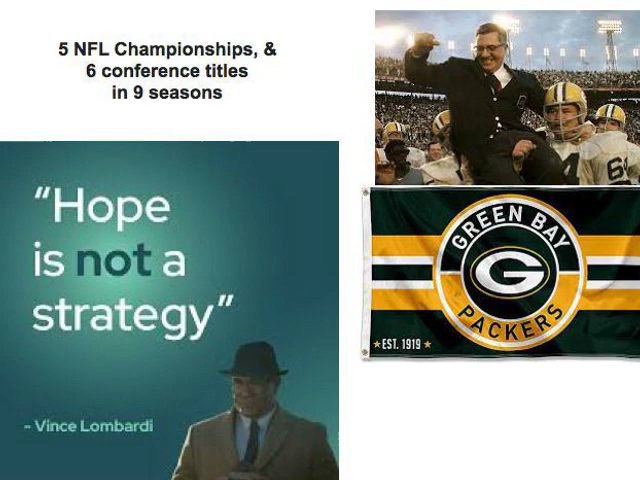 5 NFL Championships, &
6 conference titles
in 9 seasons
“Hope
is not a
strategy”
- Vince Lombardi
GREEN BAY
G
PACKERS
EST. 1919